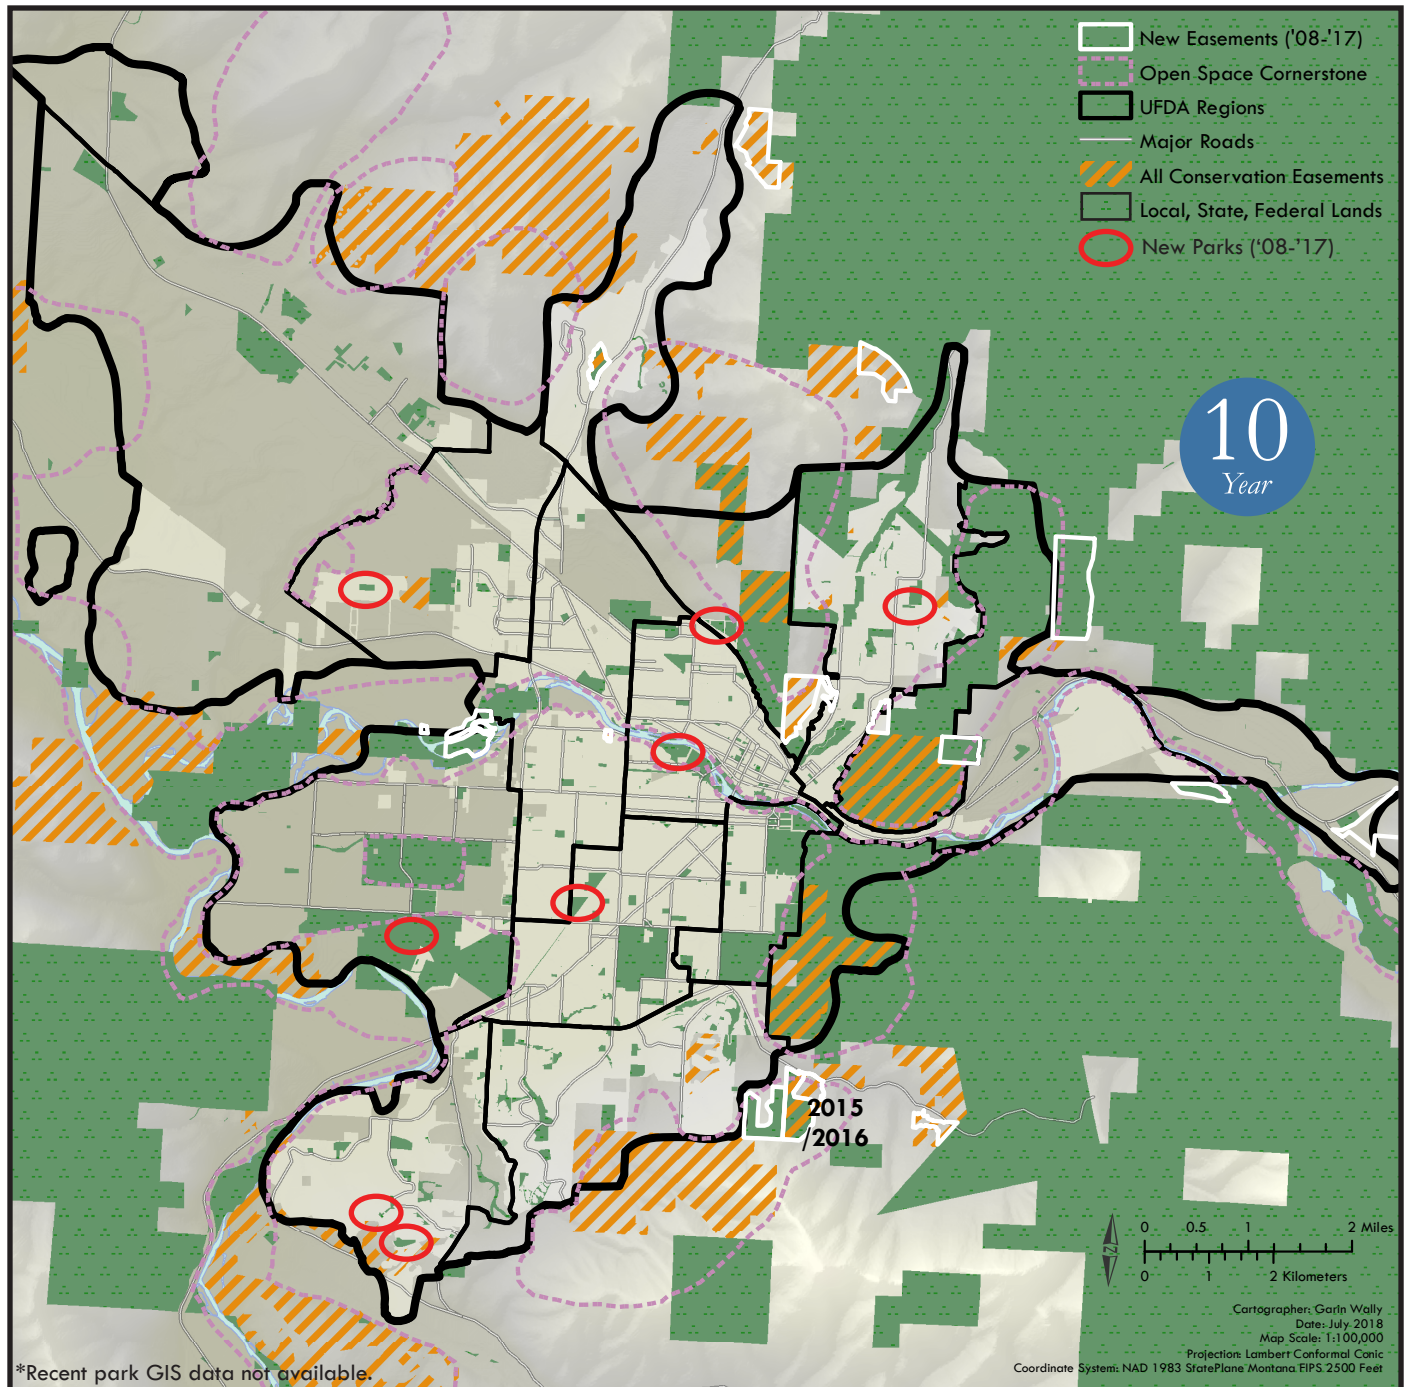 New Easements ('08-'17)
Open Space Cornerstone
UFDA Regions
Major Roads
All Conservation Easements
Local, State, Federal Lands
New Parks (‘08-’17)
10
Year
2015
/2016
0 0.5 1 2 Miles
0 1 2 Kilometers
N
Cartographer: Garin Wally
Date: July 2018
Map Scale: 1:100,000
Projection: Lambert Conformal Conic
Coordinate System: NAD 1983 StatePlane Montana FIPS 2500 Feet
*Recent park GIS data not available.